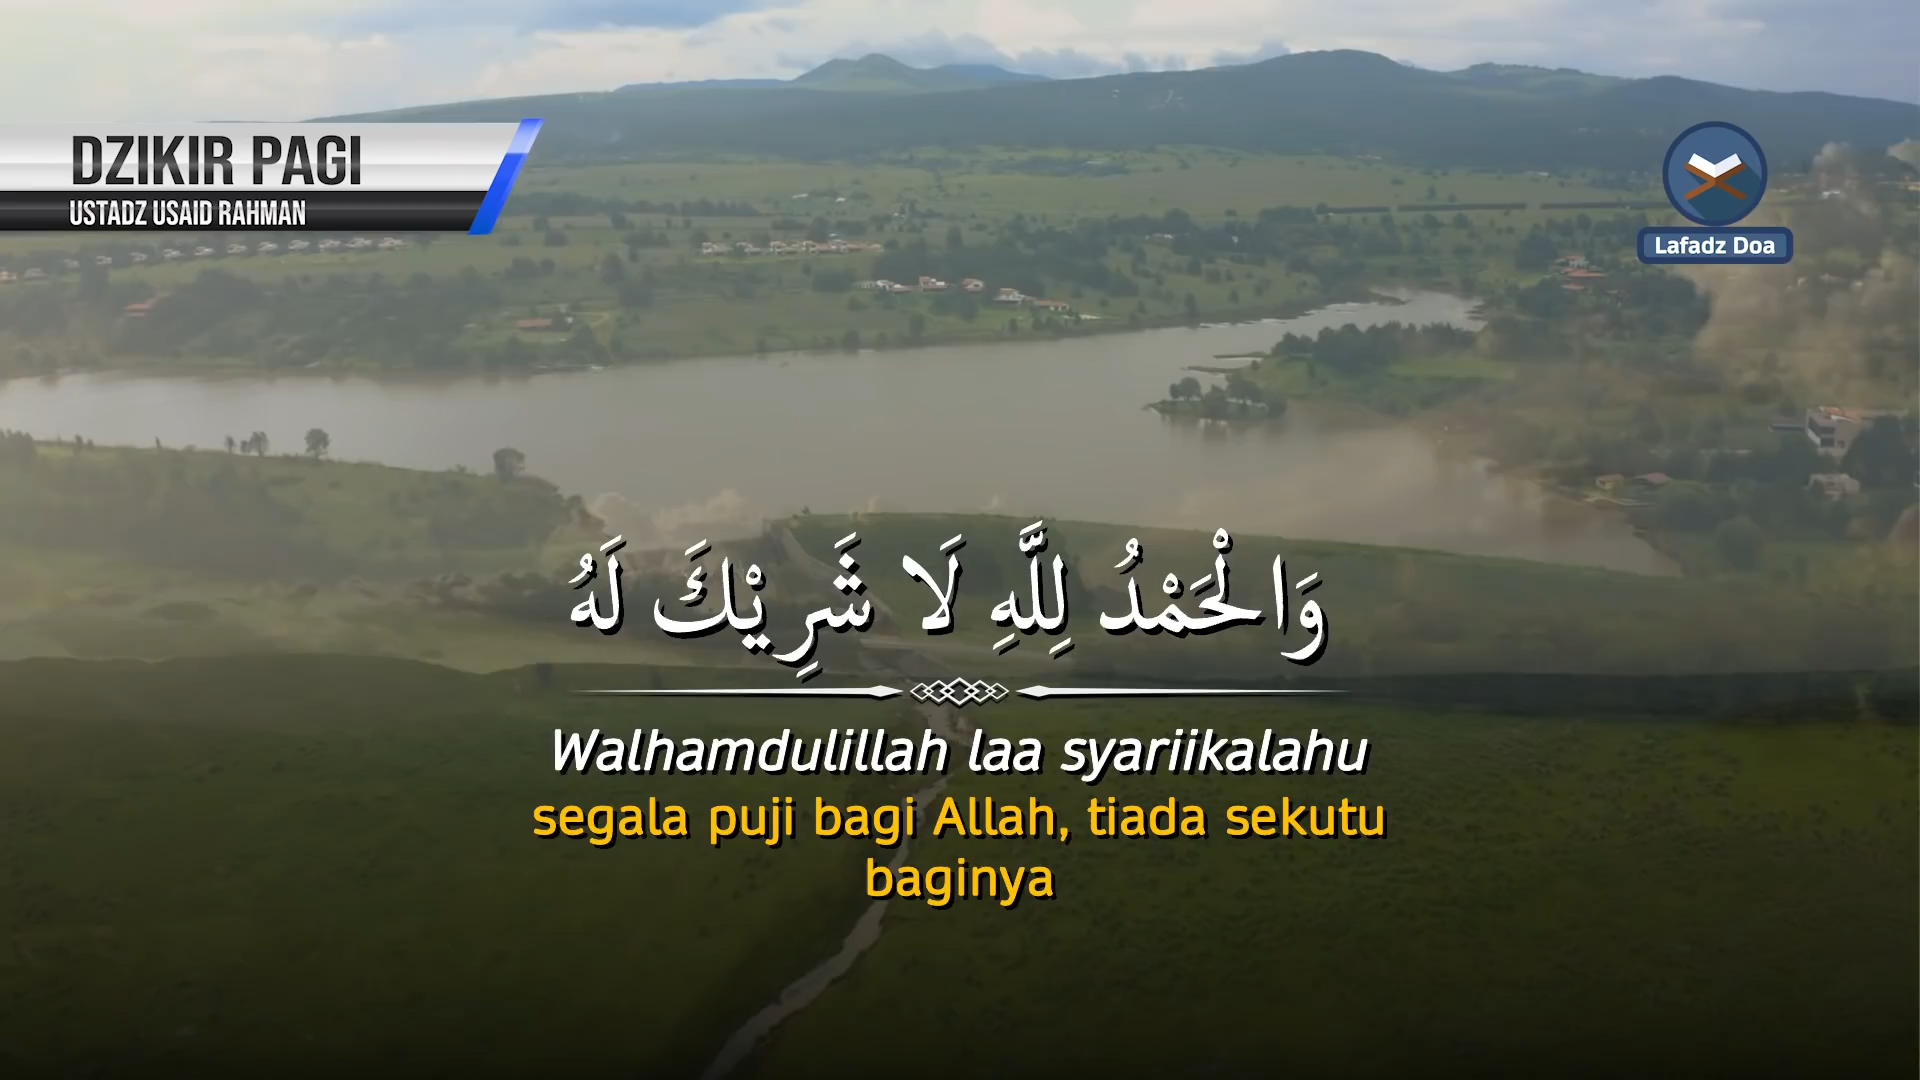 DZIKIR PAGI
USTADZ USAID RAHMAN
Lafadz Doa
وَالْحَمْدُ لِلَّهِ لَا شَرِيْكَ لَهُ
Walhamdulillah laa syariikalahu
segala puji bagi Allah, tiada sekutu
baginya